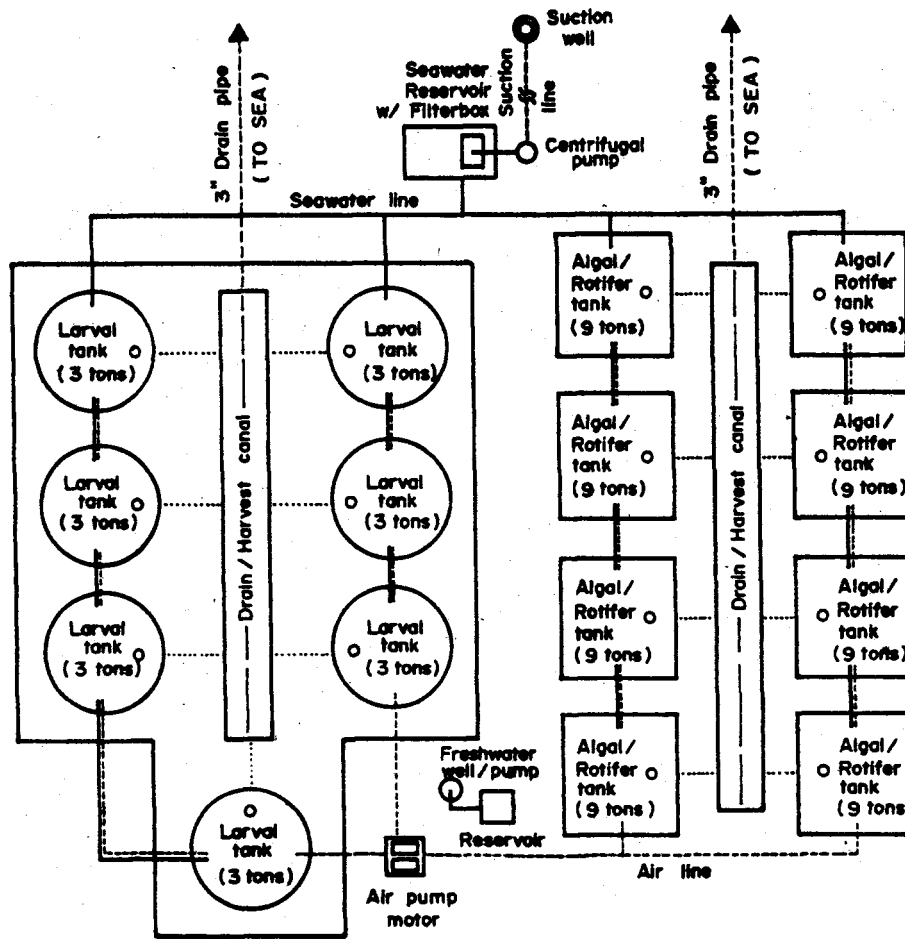 Suction
well
Seawater
Reservoir
w/ Filterbox
Suction
line
Centrifugal
pump
3" Drain pipe
(TO SEA)
3" Drain pipe
(TO SEA)
Seawater line
Larval
tank
(3 tons)
Larval
tank
(3 tons)
Algal/
Rotifer
tank
(9 tons)
Algal/
Rotifer
tank
(9 tons)
Larval
tank
(3 tons)
Larval
tank
(3 tons)
Algal/
Rotifer
tank
(9 tons)
Algal/
Rotifer
tank
(9 tons)
Drain / Harvest canal
Drain / Harvest canal
Larval
tank
(3 tons)
Larval
tank
(3 tons)
Algal/
Rotifer
tank
(9 tons)
Algal/
Rotifer
tank
(9 tons)
Larval
tank
(3 tons)
Freshwater
well/pump
Reservoir
Algal/
Rotifer
tank
(9 tons)
Algal/
Rotifer
tank
(9 tons
Air pump
motor
Air line